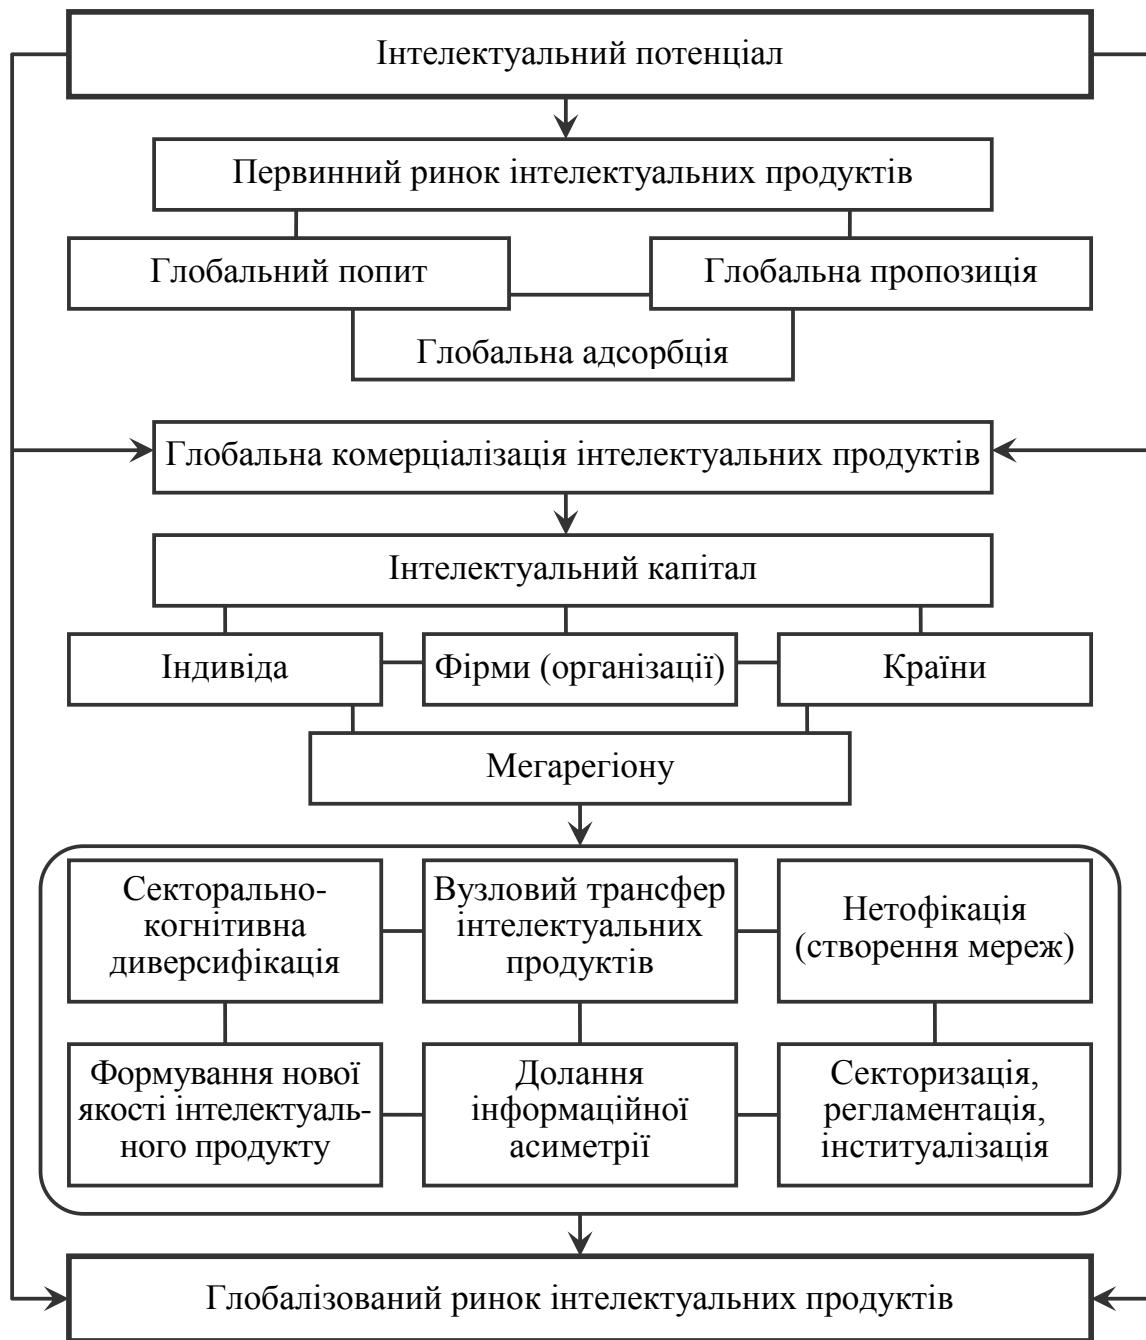 Інтелектуальний потенціал
Первинний ринок інтелектуальних продуктів
Глобальний попит
Глобальна пропозиція
Глобальна адсорбція
Глобальна комерціалізація інтелектуальних продуктів
Інтелектуальний капітал
Індивіда
Фірми (організації)
Країни
Мегарегіону
Секторально-
когнітивна
диверсифікація
Вузловий трансфер
інтелектуальних
продуктів
Нетофікація
(створення мереж)
Формування нової
якості інтелектуаль-
ного продукту
Долання
інформаційної
асиметрії
Секторизація,
регламентація,
інституалізація
Глобалізований ринок інтелектуальних продуктів